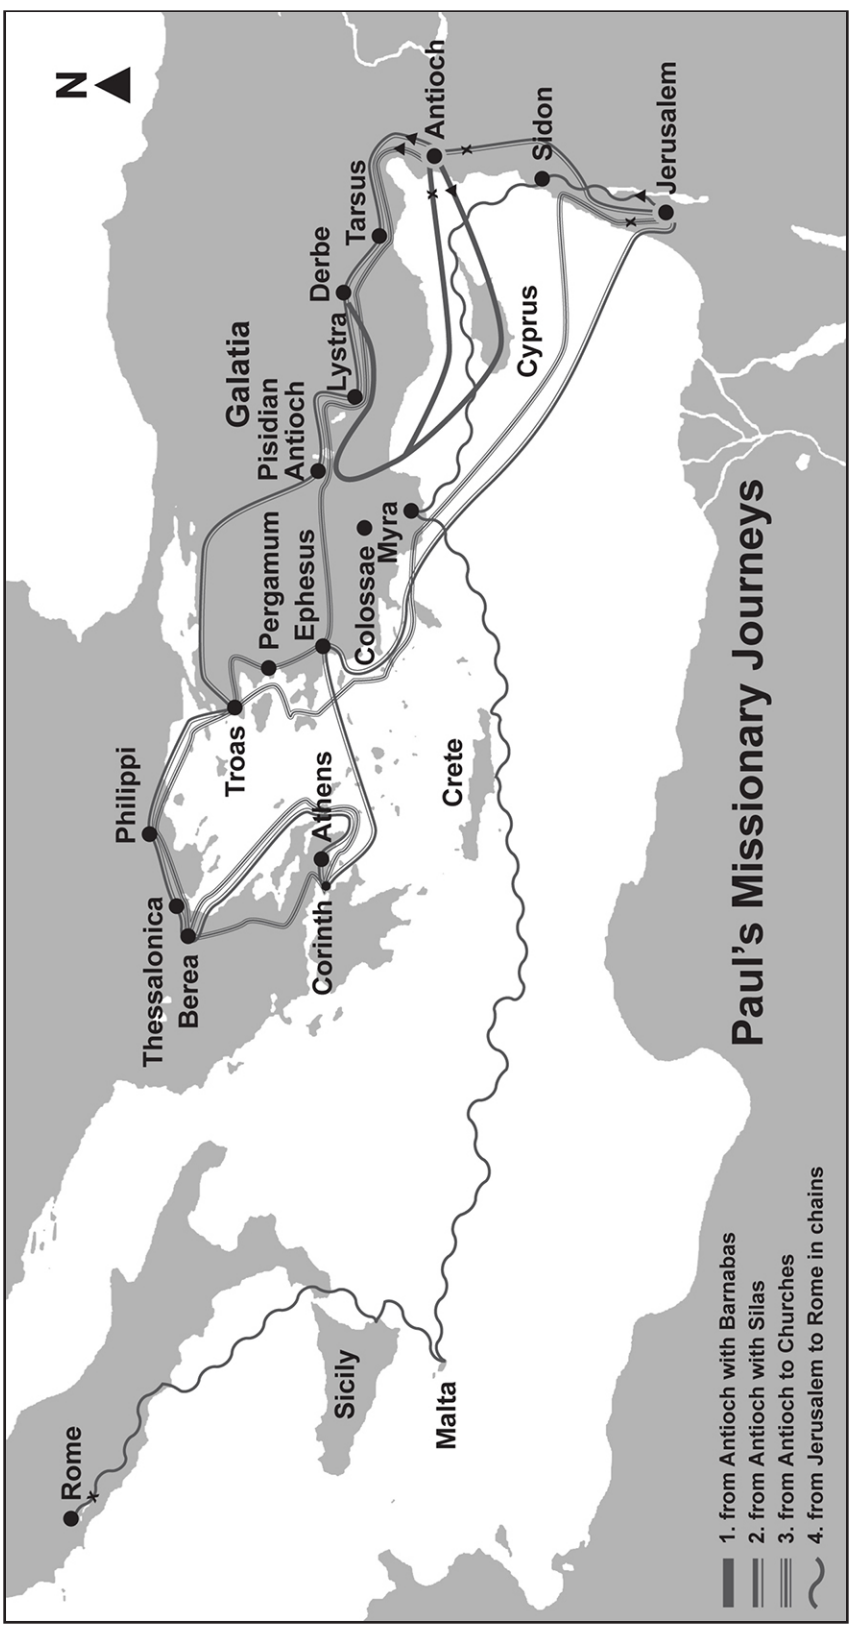 N
Rome
Sicily
Malta
Thessalonica
Berea
Philippi
Corinth
Athens
Troas
Crete
Pergamum
Ephesus
Colossae
Myra
Galatia
Pisidian
Antioch
Lystra
Derbe
Tarsus
Cyprus
Antioch
Sidon
Jerusalem
Paul's Missionary Journeys
1. from Antioch with Barnabas
2. from Antioch with Silas
3. from Antioch to Churches
4. from Jerusalem to Rome in chains